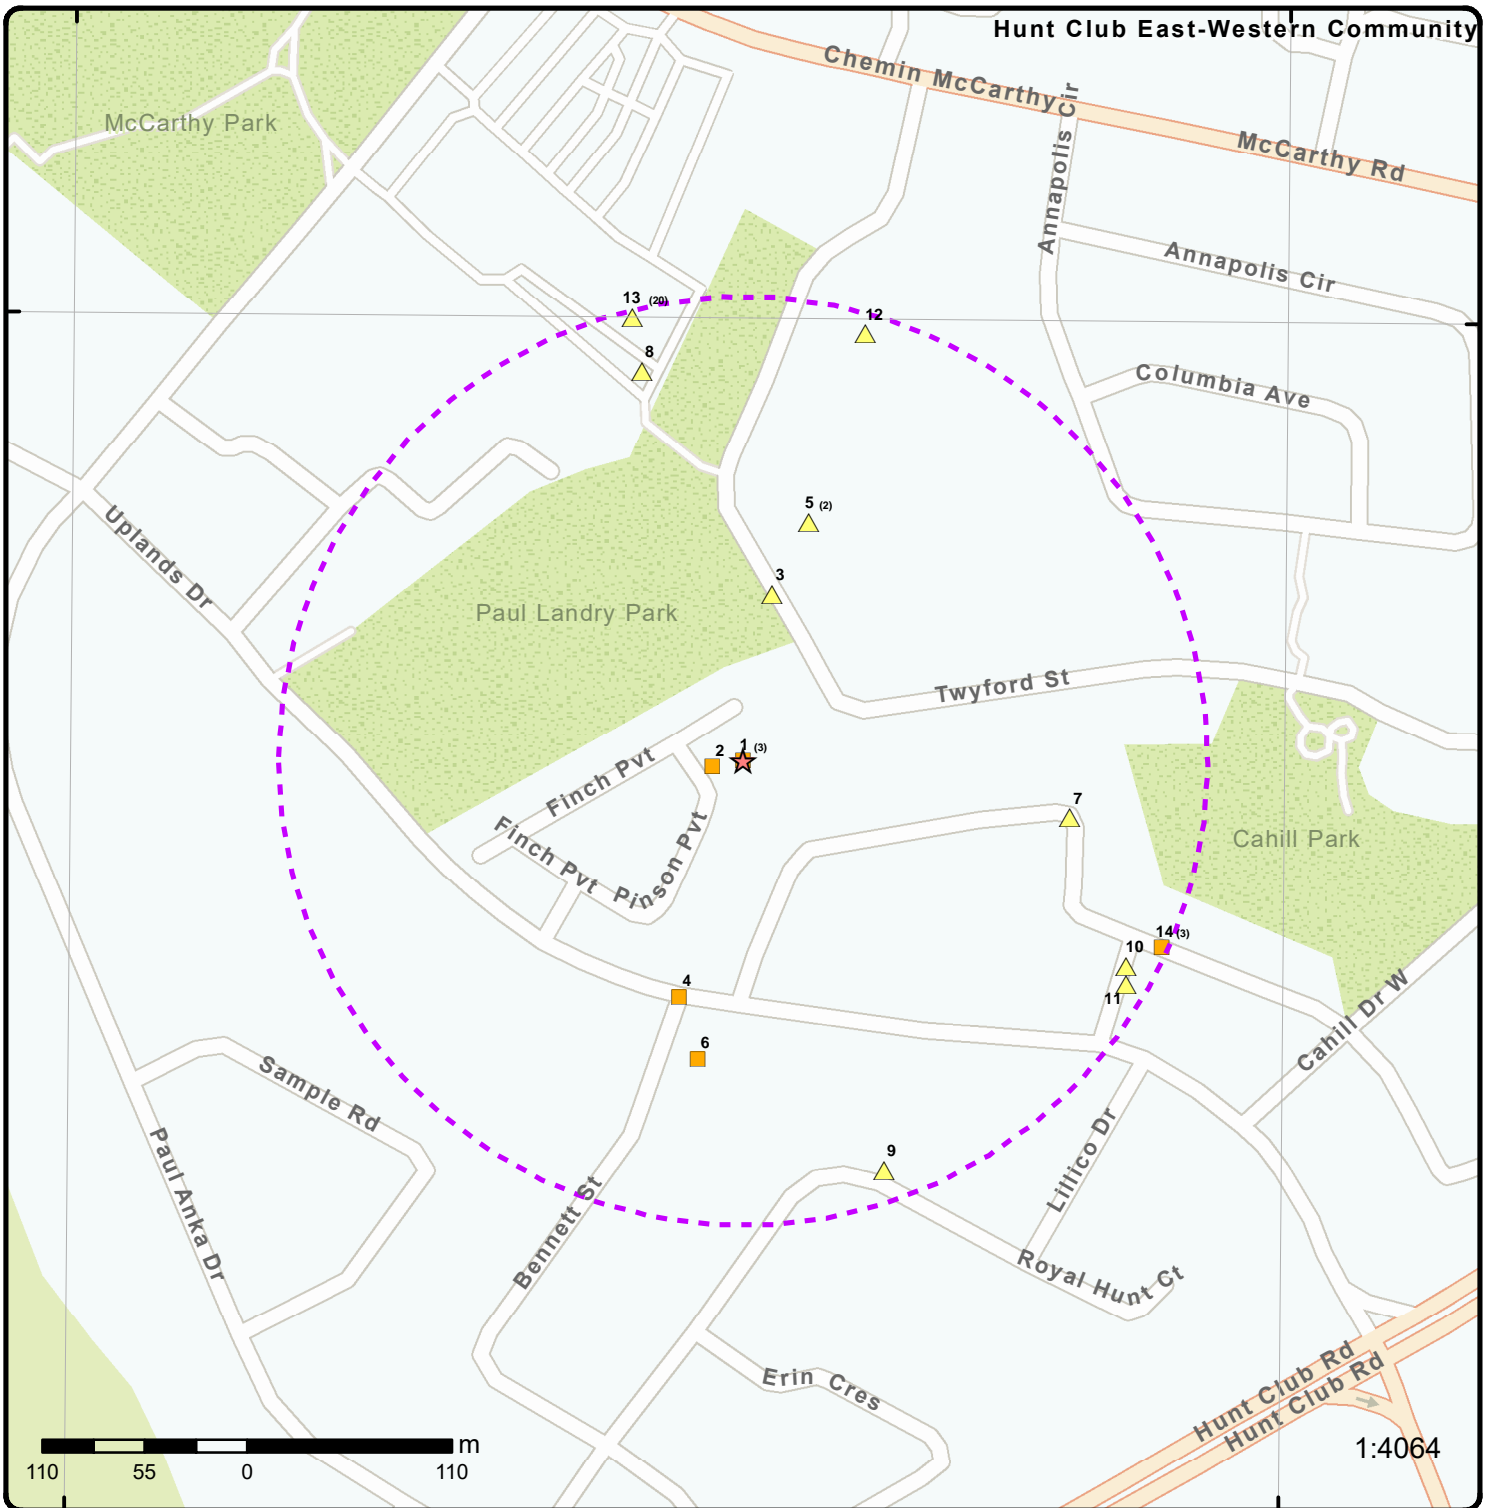 Hunt Club East-Western Community
Chemin McCarthy
McCarthy Rd
McCarthy Park
Annapolis Cir
Annapolis Cir
13 (20)
12
8
Columbia Ave
5 (2)
Uplands Dr
3
Paul Landry Park
Twyford St
1 (3)
2
Finch Pvt
7
Finch Pvt
Pinson Pvt
Cahill Park
14 (3)
10
4
11
Cahill Dr W
6
Sample Rd
Lillico Dr
9
Paul Anka Dr
Bennett St
Royal Hunt Ct
Erin Cres
Hunt Club Rd
Hunt Club Rd
m
1:4064
110 55 0 110